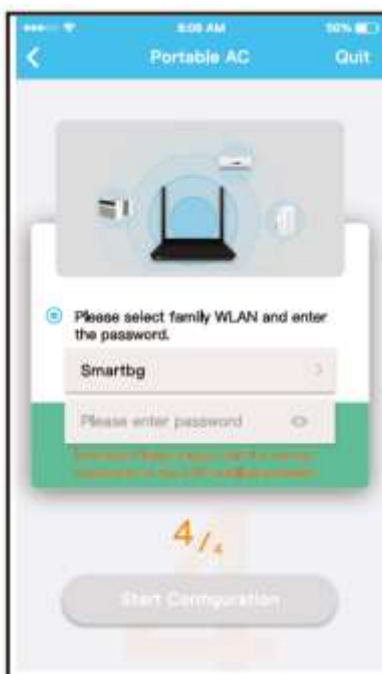 8:08 AM 50%
Portable AC Quit
Please select family WLAN and enter
the password.
Smartbg
Please enter password
4/4
Start Configuration